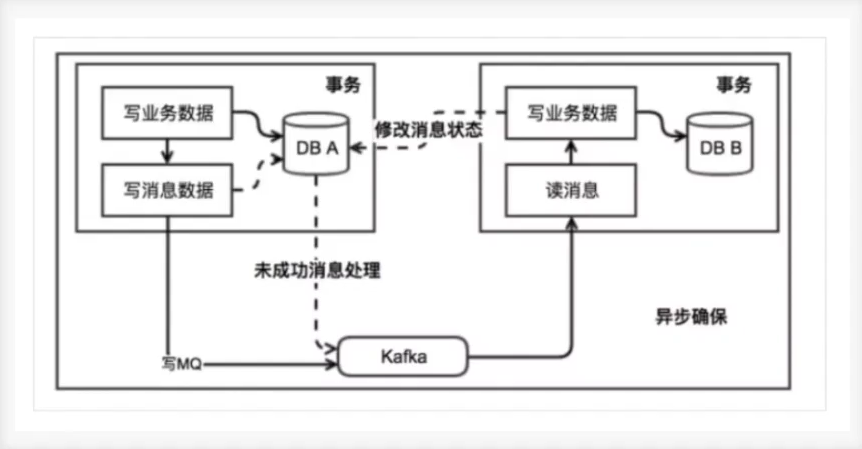 事务
事务
写业务数据
DB A
修改消息状态
写业务数据
DB B
写消息数据
读消息
未成功消息处理
异步确保
写MQ
Kafka